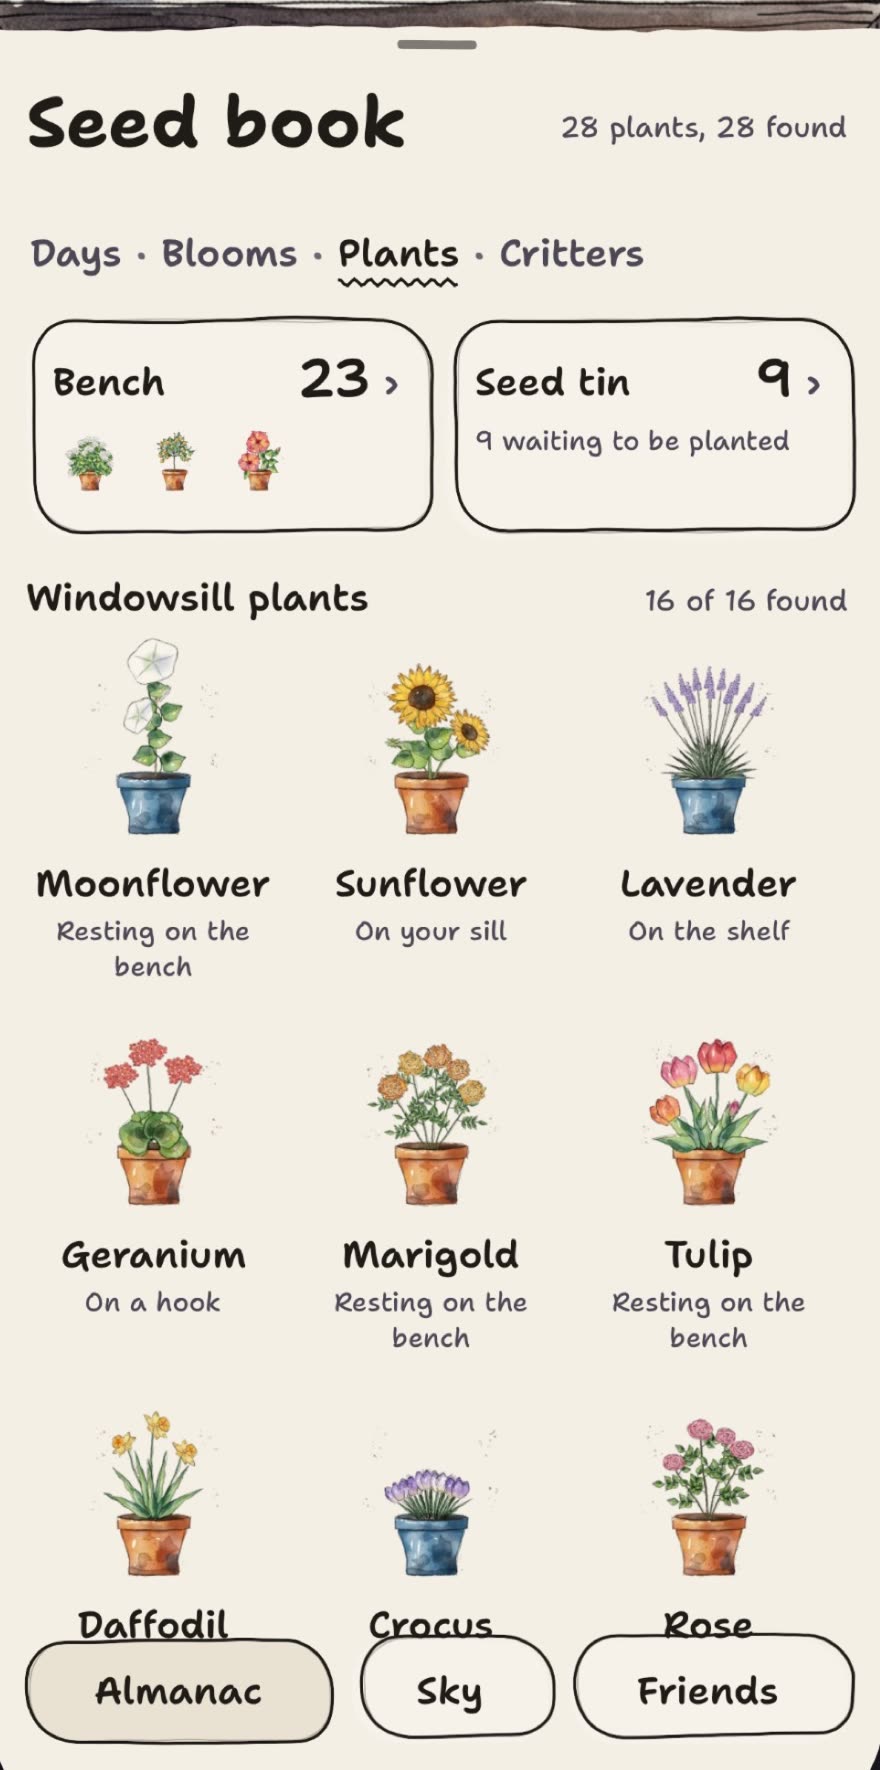 Seed book
28 plants, 28 found
Days · Blooms · Plants · Critters
Bench 23 ›
Seed tin 9 ›
9 waiting to be planted
Windowsill plants
16 of 16 found
Moonflower
Resting on the
bench
Sunflower
On your sill
Lavender
On the shelf
Geranium
On a hook
Marigold
Resting on the
bench
Tulip
Resting on the
bench
Daffodil
Crocus
Rose
Almanac
Sky
Friends